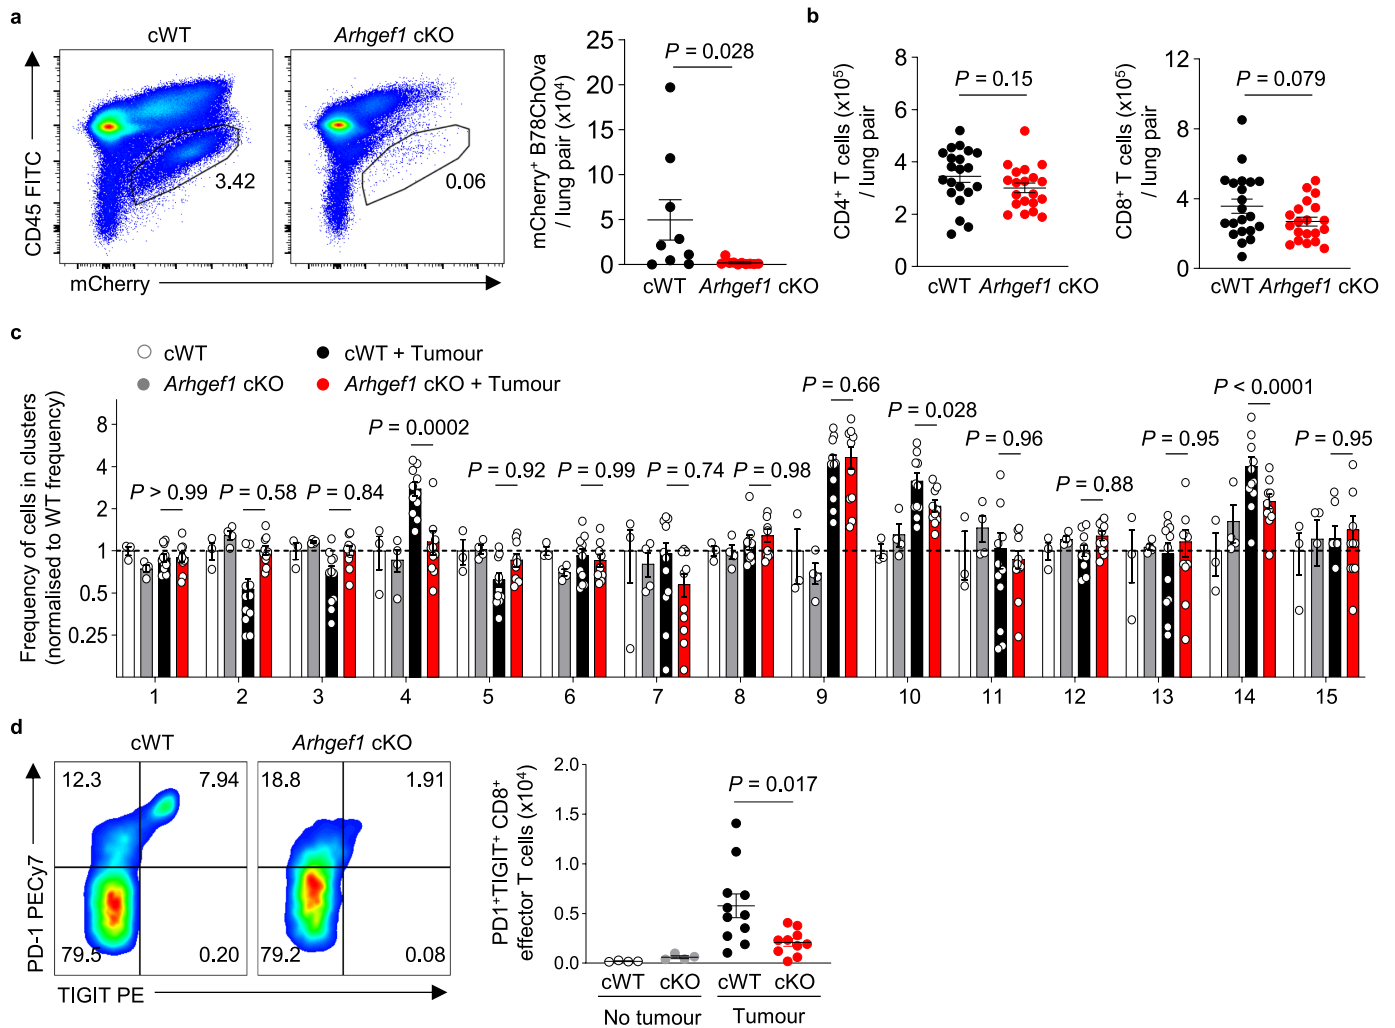 a
cWT
Arhgef1 cKO
CD45 FITC
3.42
0.06
mCherry
mCherry⁺ B78ChOva
/ lung pair (x10⁴)
25
20
15
10
5
0
P = 0.028
cWT Arhgef1 cKO
b
CD4⁺ T cells (x10⁵)
/ lung pair
8
6
4
2
0
P = 0.15
cWT Arhgef1 cKO
CD8⁺ T cells (x10⁵)
/ lung pair
12
8
4
0
P = 0.079
cWT Arhgef1 cKO
c
cWT
cWT + Tumour
Arhgef1 cKO
Arhgef1 cKO + Tumour
Frequency of cells in clusters
(normalised to WT frequency)
8
4
2
1
0.5
0.25
P > 0.99
P = 0.58
P = 0.84
P = 0.0002
P = 0.92
P = 0.99
P = 0.74
P = 0.98
P = 0.66
P = 0.028
P = 0.96
P = 0.88
P = 0.95
P < 0.0001
P = 0.95
1 2 3 4 5 6 7 8 9 10 11 12 13 14 15
d
cWT
Arhgef1 cKO
PD-1 PECy7
12.3 7.94
79.5 0.20
18.8 1.91
79.2 0.08
TIGIT PE
PD1⁺TIGIT⁺ CD8⁺
effector T cells (x10⁴)
2.0
1.5
1.0
0.5
0.0
P = 0.017
cWT cKO cWT cKO
No tumour Tumour